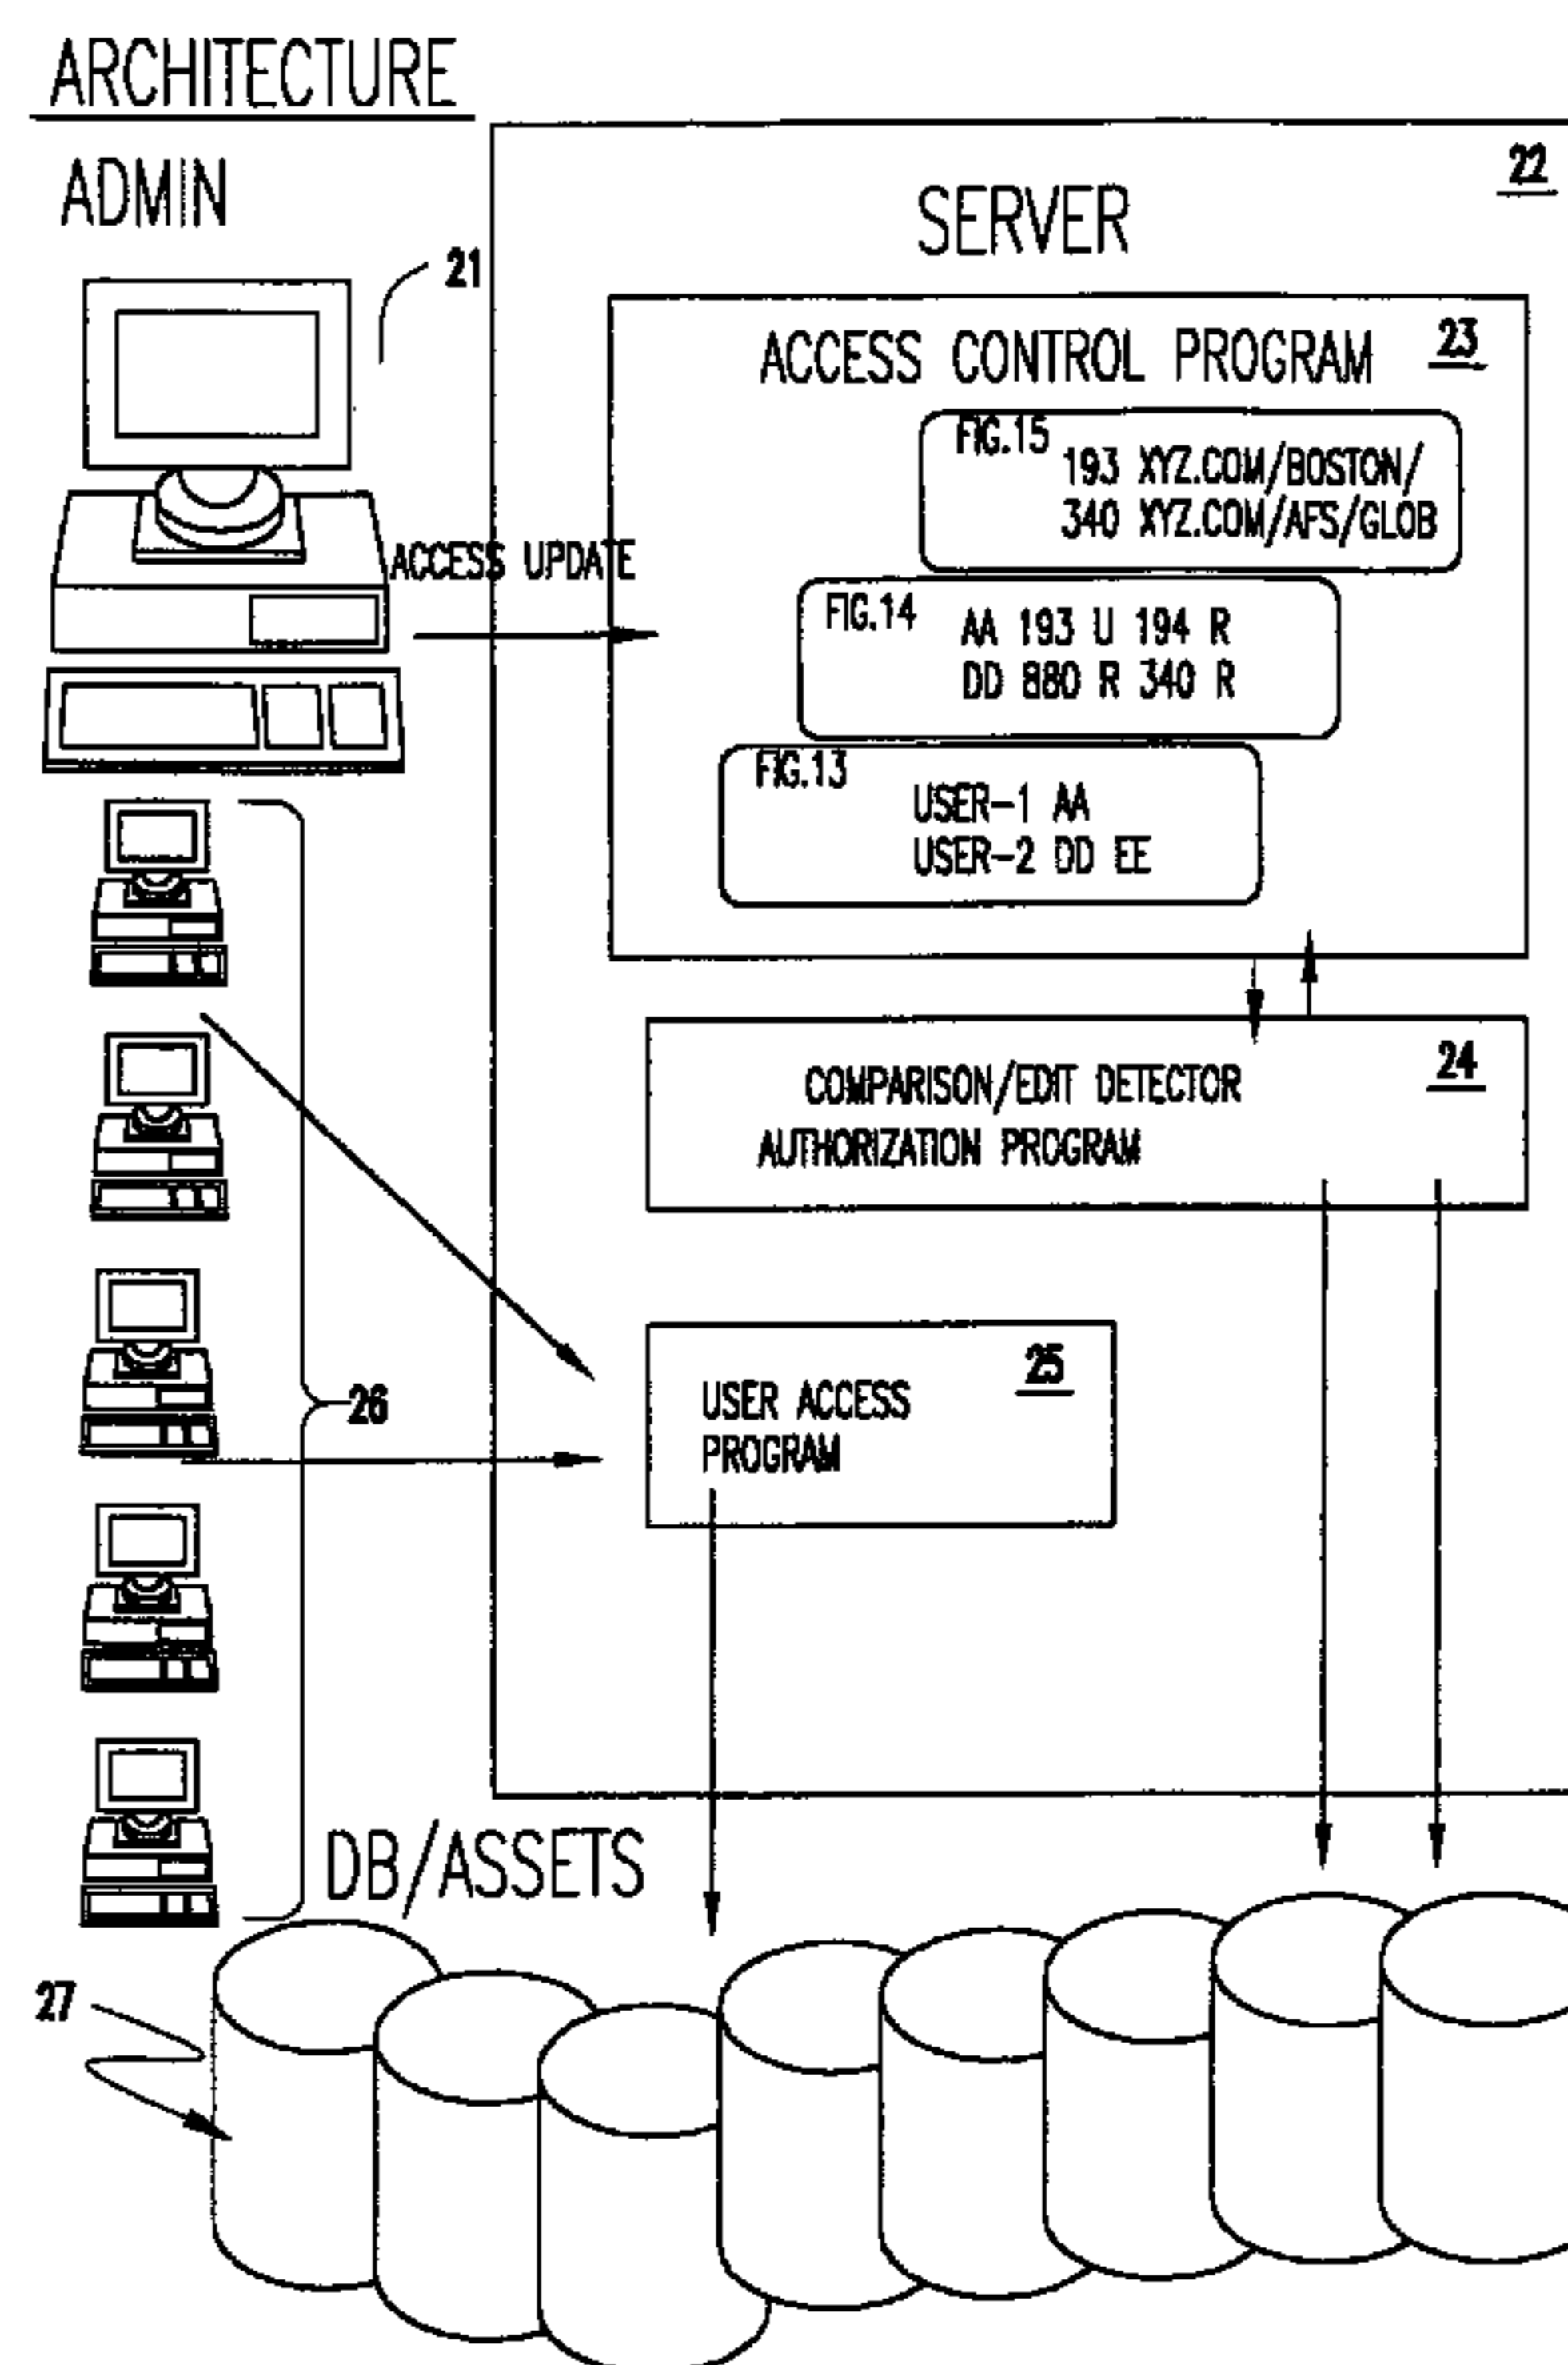 ARCHITECTURE
ADMIN
21
22
SERVER
ACCESS CONTROL PROGRAM
23
FIG.15
193 XYZ.COM/BOSTON/
340 XYZ.COM/AFS/GLOB
ACCESS UPDATE
FIG.14
AA 193 U 194 R
DD 880 R 340 R
FIG.13
USER-1 AA
USER-2 DD EE
24
COMPARISON/EDIT DETECTOR
AUTHORIZATION PROGRAM
25
USER ACCESS
PROGRAM
26
DB/ASSETS
27